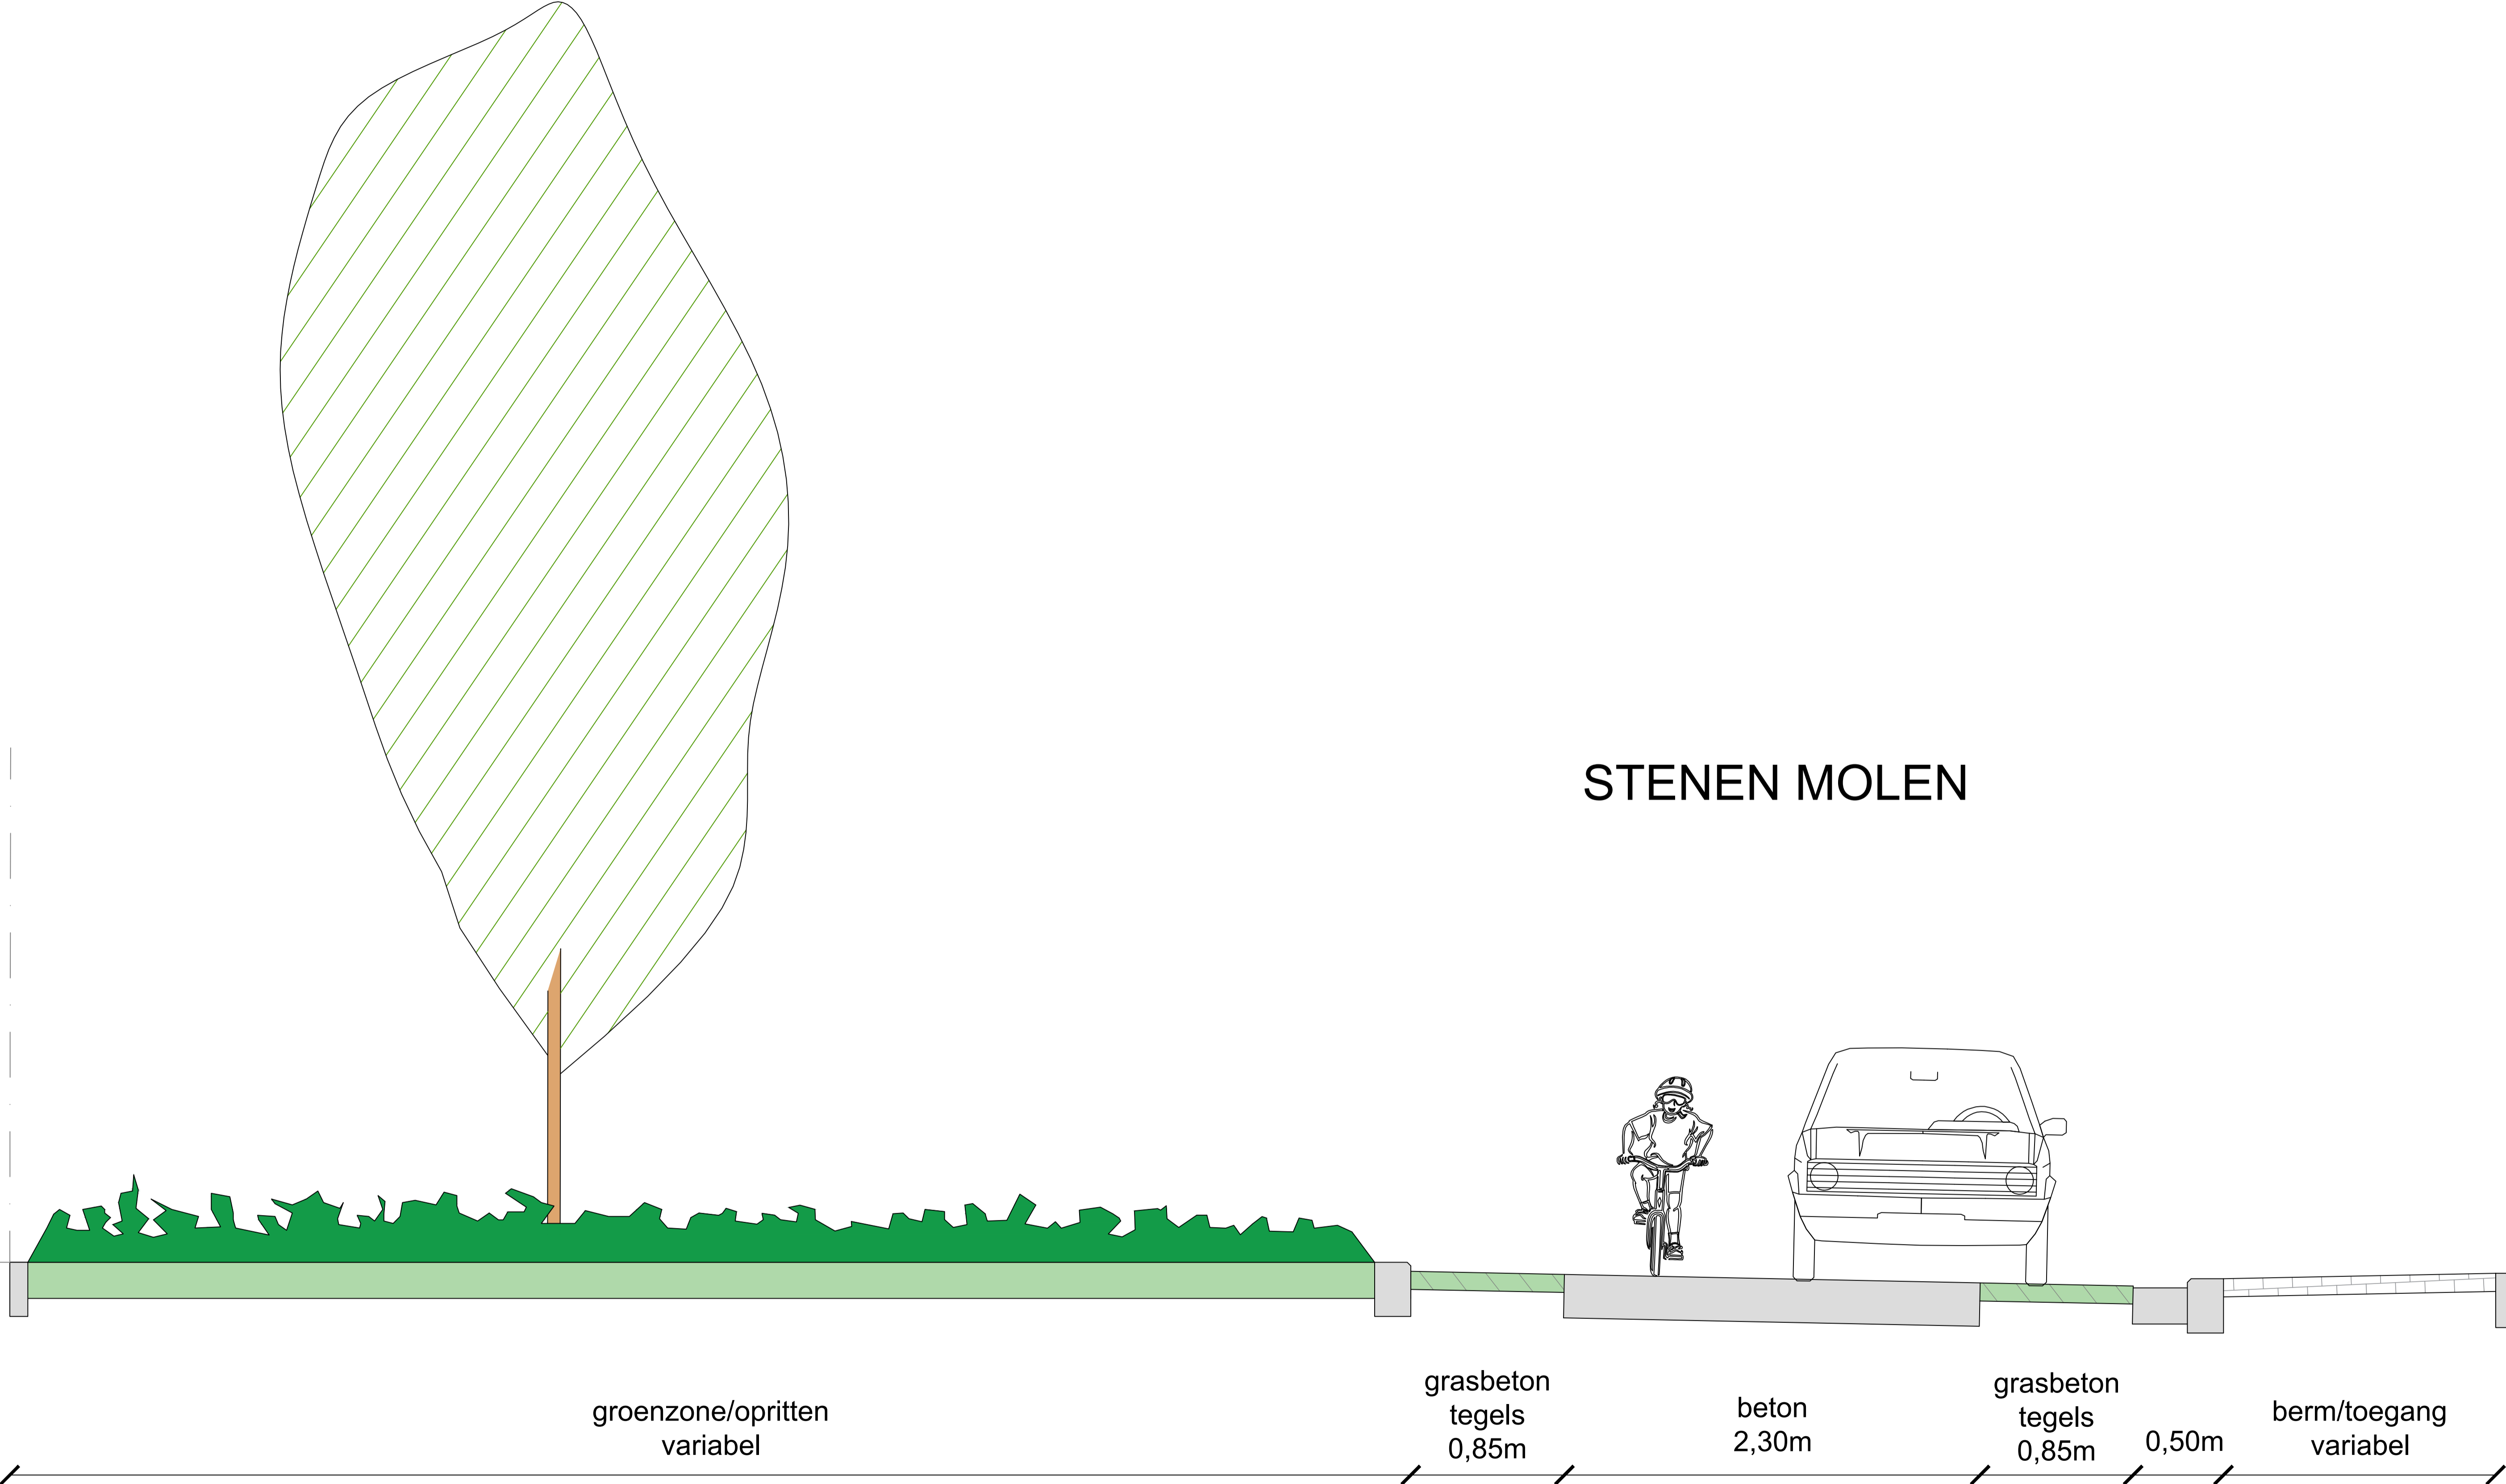 STENEN MOLEN
groenzone/opritten
variabel
grasbeton
tegels
0,85m
beton
2,30m
grasbeton
tegels
0,85m
0,50m
berm/toegang
variabel